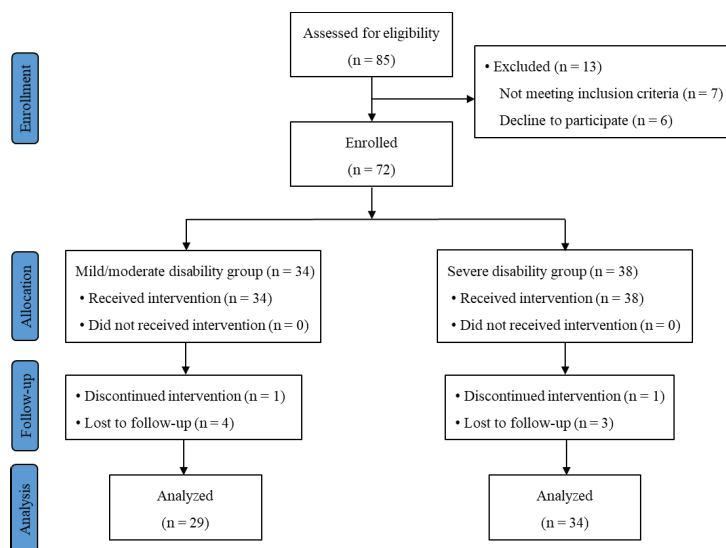 Enrollment
Assessed for eligibility
(n = 85)
• Excluded (n = 13)
Not meeting inclusion criteria (n = 7)
Decline to participate (n = 6)
Enrolled
(n = 72)
Allocation
Mild/moderate disability group (n = 34)
• Received intervention (n = 34)
• Did not received intervention (n = 0)
Severe disability group (n = 38)
• Received intervention (n = 38)
• Did not received intervention (n = 0)
Follow-up
• Discontinued intervention (n = 1)
• Lost to follow-up (n = 4)
• Discontinued intervention (n = 1)
• Lost to follow-up (n = 3)
Analysis
Analyzed
(n = 29)
Analyzed
(n = 34)